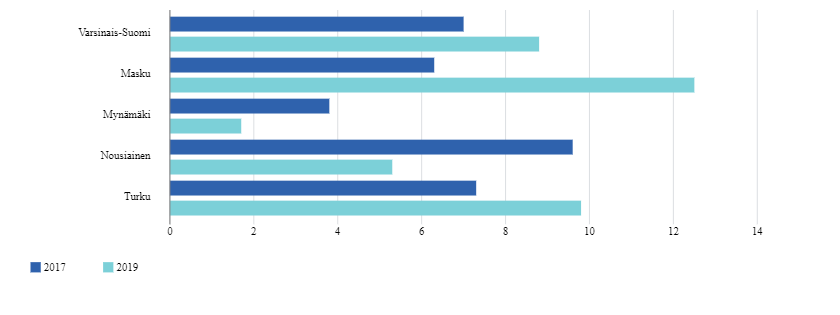 Varsinais-Suomi
Masku
Mynämäki
Nousiainen
Turku
0 2 4 6 8 10 12 14
2017 2019